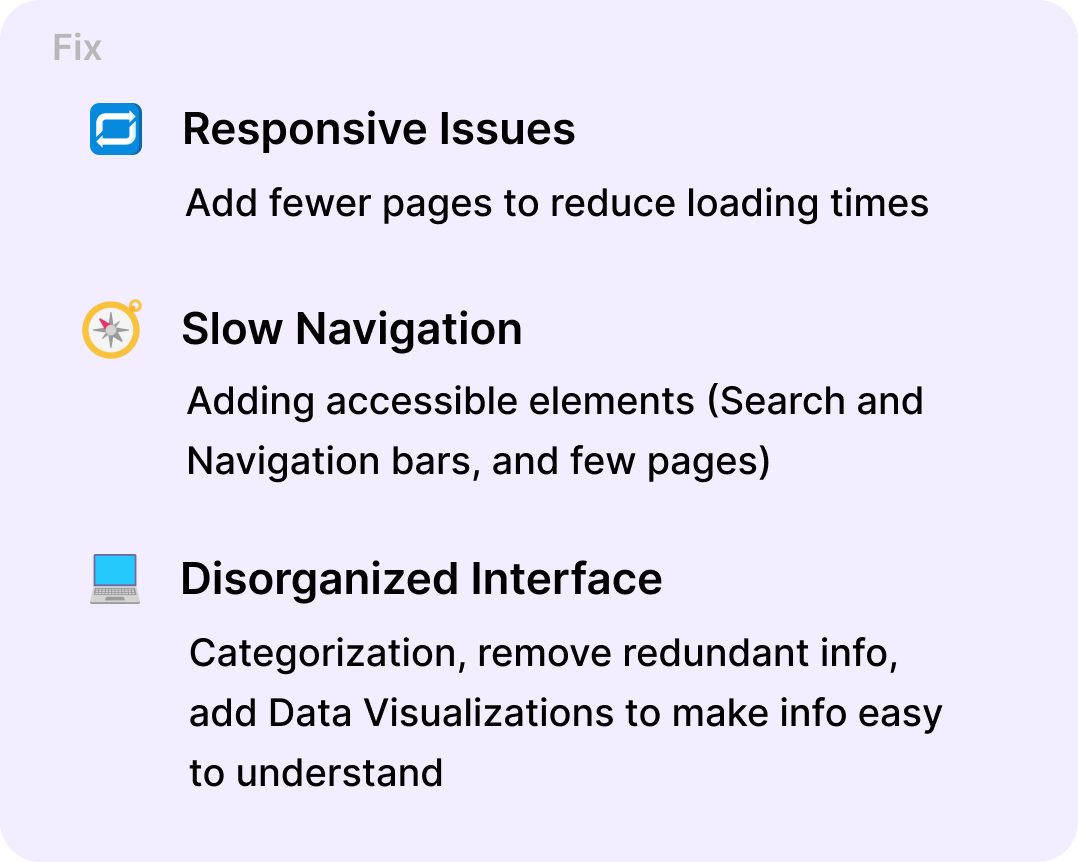 Fix
Responsive Issues
Add fewer pages to reduce loading times
Slow Navigation
Adding accessible elements (Search and
Navigation bars, and few pages)
Disorganized Interface
Categorization, remove redundant info,
add Data Visualizations to make info easy
to understand